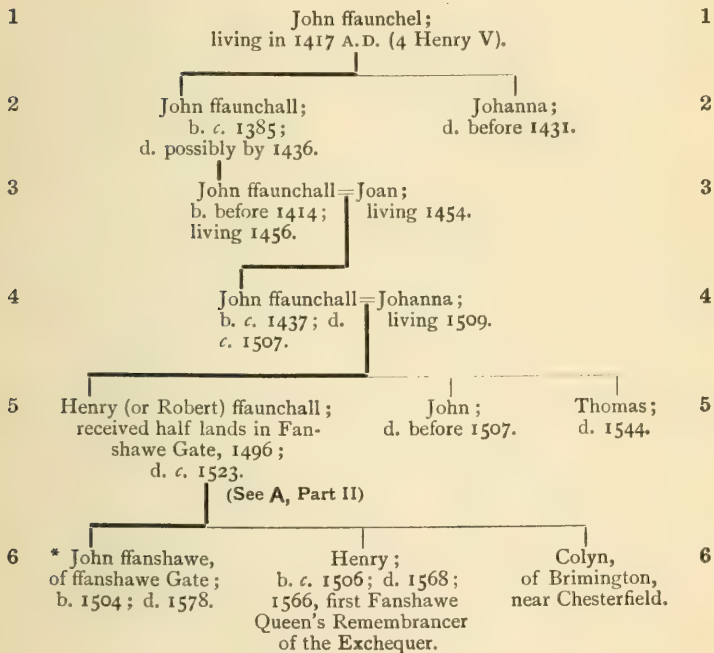 1 John ffaunchel; 1
living in 1417 A.D. (4 Henry V).
2 John ffaunchall; Johanna; 2
b. c. 1385; d. before 1431.
d. possibly by 1436.
3 John ffaunchall=Joan; 3
b. before 1414; living 1454.
living 1456.
4 John ffaunchall=Johanna; 4
b. c. 1437; d. living 1509.
c. 1507.
5 Henry (or Robert) ffaunchall; John; Thomas; 5
received half lands in Fan- d. before 1507. d. 1544.
shawe Gate, 1496;
d. c. 1523.
(See A, Part II)
6 * John ffanshawe, Henry; Colyn, 6
of ffanshawe Gate; b. c. 1506; d. 1568; of Brimington,
b. 1504; d. 1578. 1566, first Fanshawe near Chesterfield.
Queen's Remembrancer
of the Exchequer.